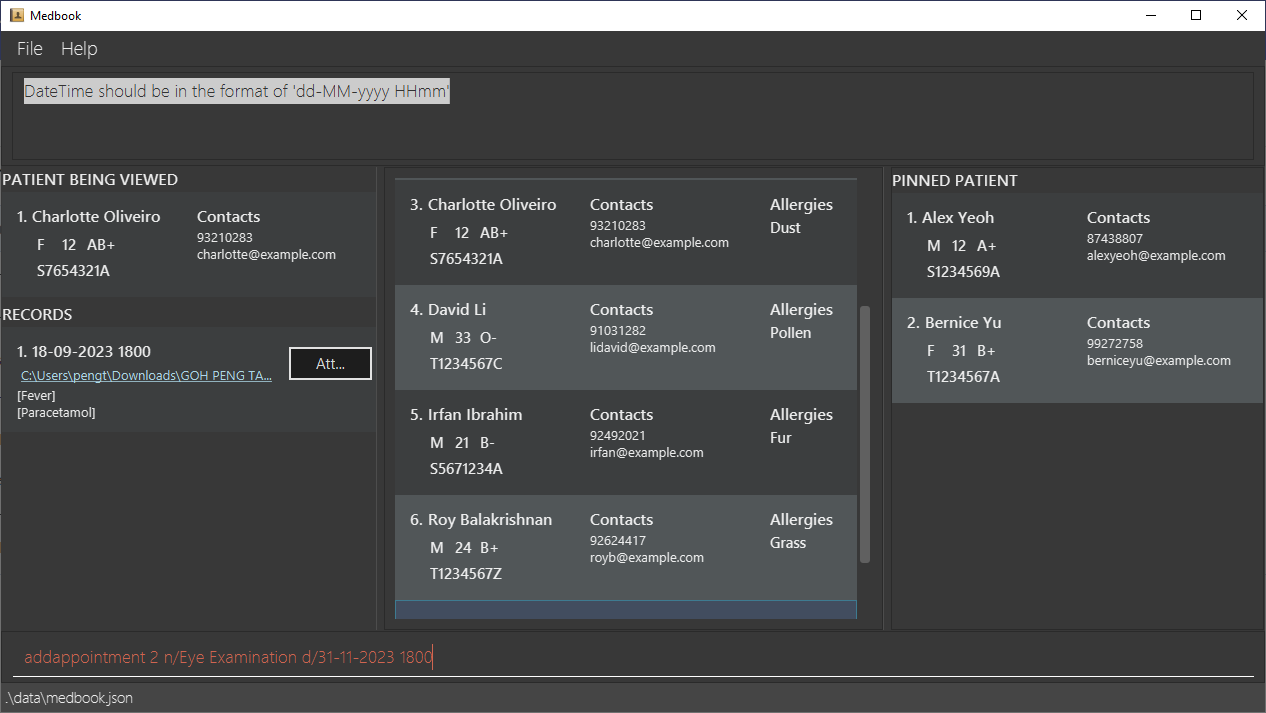 Medbook
File Help
DateTime should be in the format of 'dd-MM-yyyy HHmm'
PATIENT BEING VIEWED
1. Charlotte Oliveiro
F 12 AB+
S7654321A
Contacts
93210283
charlotte@example.com
RECORDS
1. 18-09-2023 1800
C:\Users\pengt\Downloads\GOH PENG TA...
[Fever]
[Paracetamol]
Att...
3. Charlotte Oliveiro
F 12 AB+
S7654321A
Contacts
93210283
charlotte@example.com
Allergies
Dust
4. David Li
M 33 O-
T1234567C
Contacts
91031282
lidavid@example.com
Allergies
Pollen
5. Irfan Ibrahim
M 21 B-
S5671234A
Contacts
92492021
irfan@example.com
Allergies
Fur
6. Roy Balakrishnan
M 24 B+
T1234567Z
Contacts
92624417
royb@example.com
Allergies
Grass
PINNED PATIENT
1. Alex Yeoh
M 12 A+
S1234569A
Contacts
87438807
alexyeoh@example.com
2. Bernice Yu
F 31 B+
T1234567A
Contacts
99272758
berniceyu@example.com
addappointment 2 n/Eye Examination d/31-11-2023 1800
.\data\medbook.json